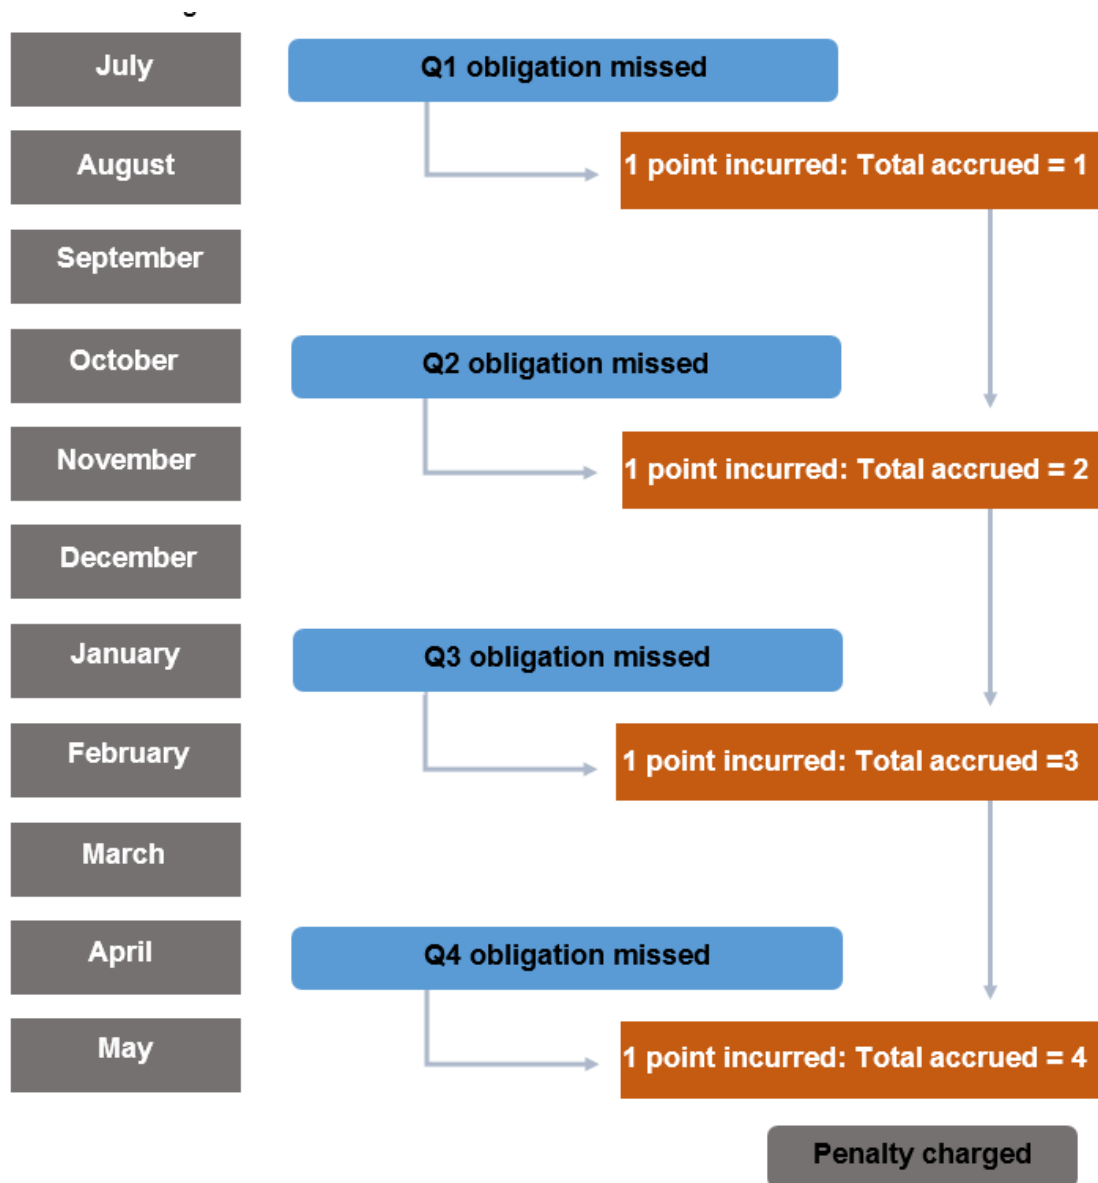 July
Q1 obligation missed
August
1 point incurred: Total accrued = 1
September
October
Q2 obligation missed
November
1 point incurred: Total accrued = 2
December
January
Q3 obligation missed
February
1 point incurred: Total accrued =3
March
April
Q4 obligation missed
May
1 point incurred: Total accrued = 4
Penalty charged